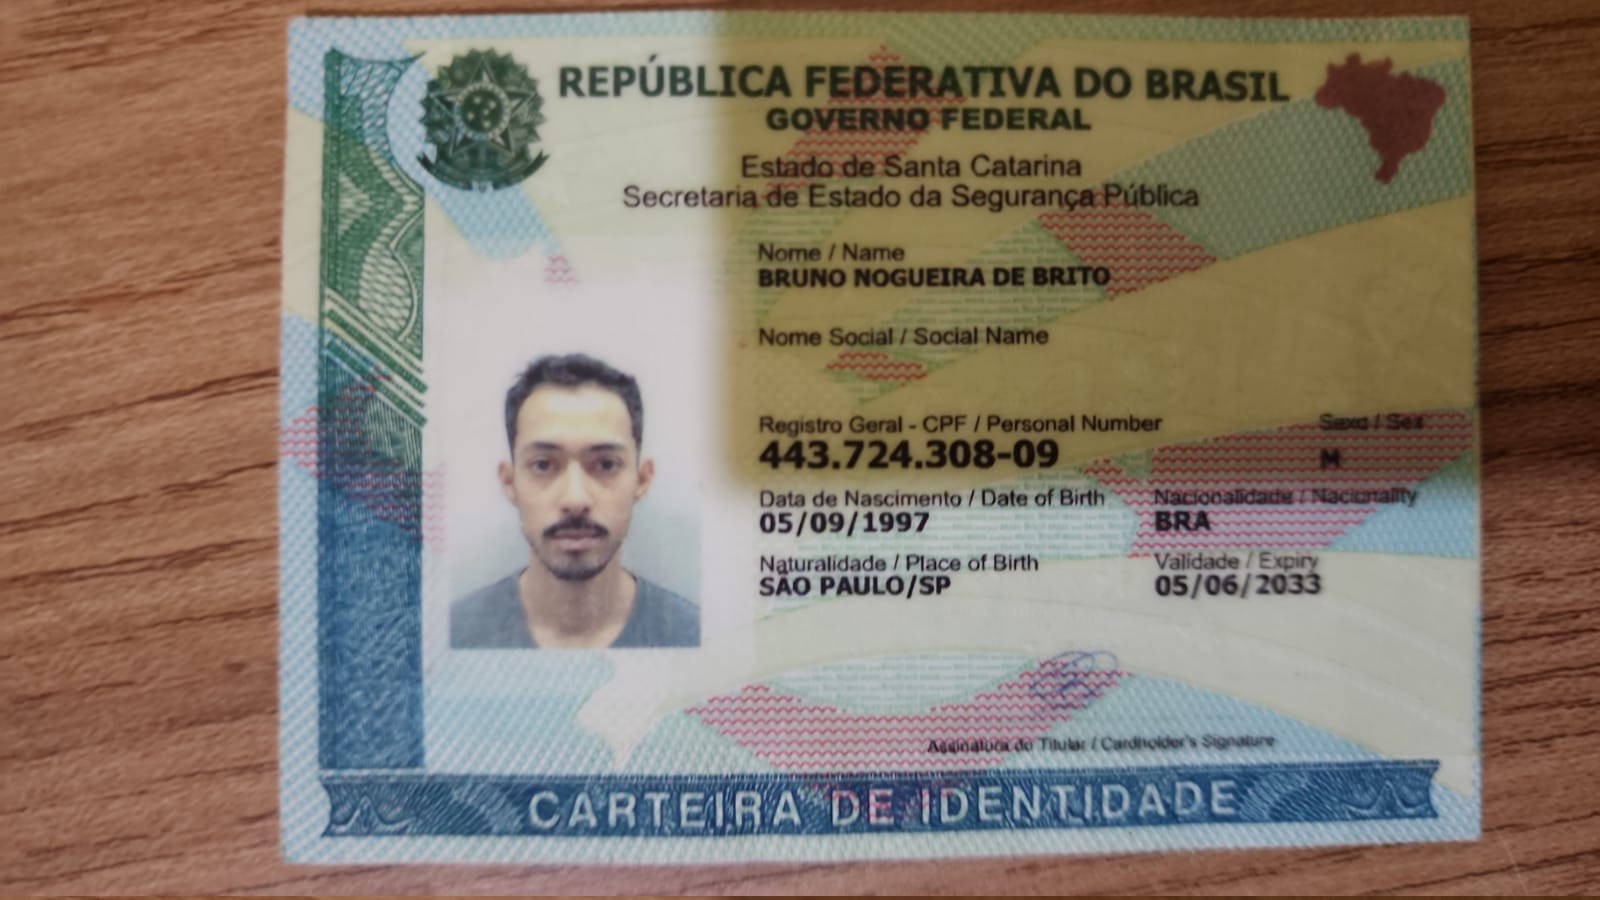 REPÚBLICA FEDERATIVA DO BRASIL
GOVERNO FEDERAL
Estado de Santa Catarina
Secretaria de Estado da Segurança Pública
Nome / Name
BRUNO NOGUEIRA DE BRITO
Nome Social / Social Name
Registro Geral - CPF / Personal Number
Sexo / Sex
443.724.308-09
M
Data de Nascimento / Date of Birth
Nacionalidade / Nacionality
05/09/1997
BRA
Naturalidade / Place of Birth
Validade / Expiry
SÃO PAULO/SP
05/06/2033
Assinatura do Titular / Cardholder's Signature
CARTEIRA DE IDENTIDADE